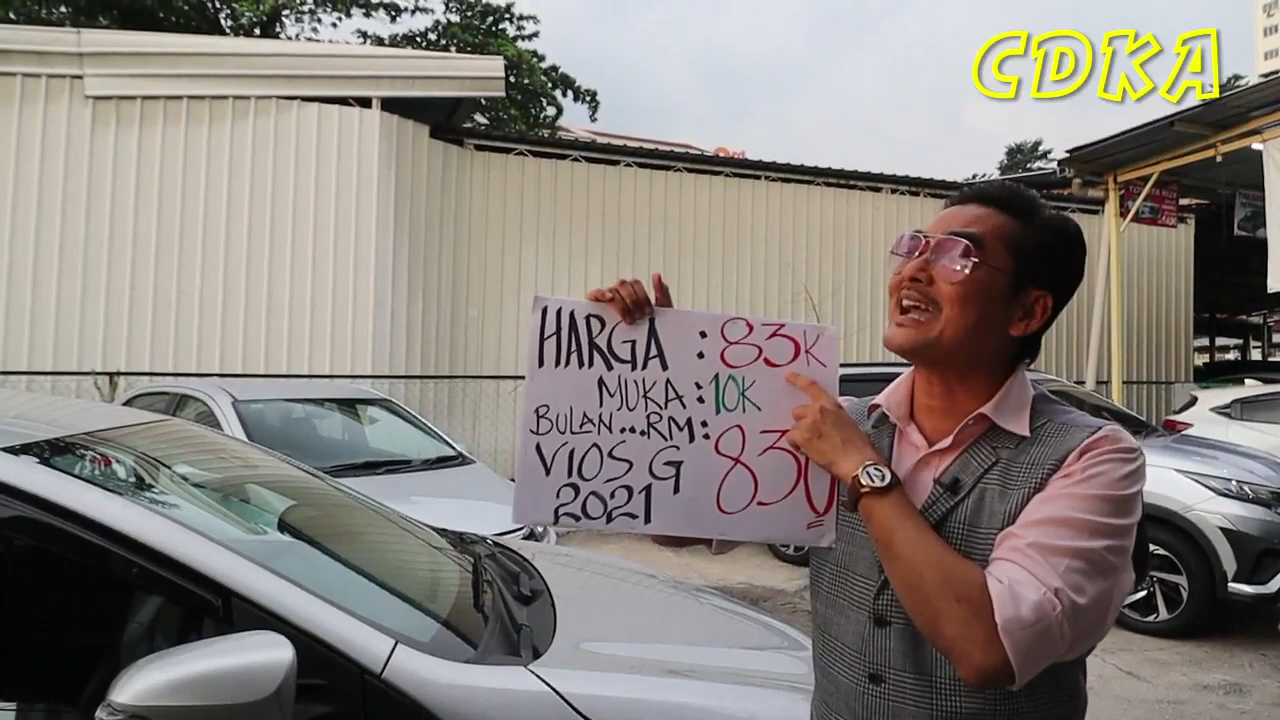 CDKA
HARGA : 83K
MUKA : 10K
BULAN...RM: 830
VIOS G
2021